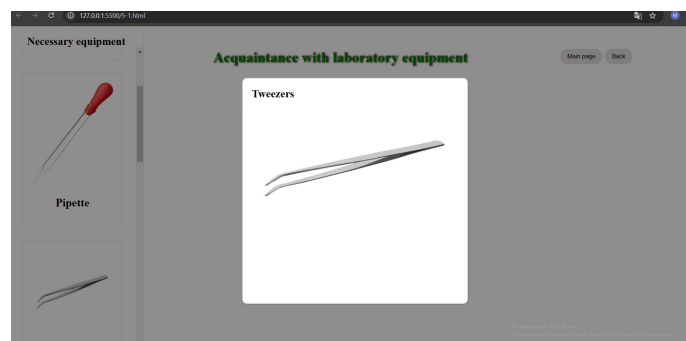 127.0.0.1:5500/5-1.html
M
Necessary equipment
Acquaintance with laboratory equipment
Main page
Back
Tweezers
Pipette